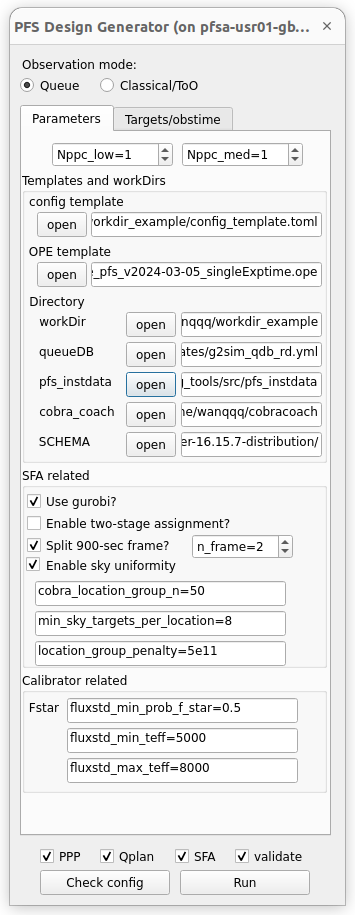 PFS Design Generator (on pfsa-usr01-gb...
Observation mode:
Queue Classical/ToO
Parameters Targets/obstime
Nppc_low=1 Nppc_med=1
Templates and workDirs
config template
open orkdir_example/config_template.toml
OPE template
open e_pfs_v2024-03-05_singleExptime.ope
Directory
workDir open nqqq/workdir_example
queueDB open ates/g2sim_qdb_rd.yml
pfs_instdata open g_tools/src/pfs_instdata
cobra_coach open ne/wanqqq/cobracoach
SCHEMA open er-16.15.7-distribution/
SFA related
Use gurobi?
Enable two-stage assignment?
Split 900-sec frame? n_frame=2
Enable sky uniformity
cobra_location_group_n=50
min_sky_targets_per_location=8
location_group_penalty=5e11
Calibrator related
Fstar fluxstd_min_prob_f_star=0.5
fluxstd_min_teff=5000
fluxstd_max_teff=8000
PPP Qplan SFA validate
Check config Run